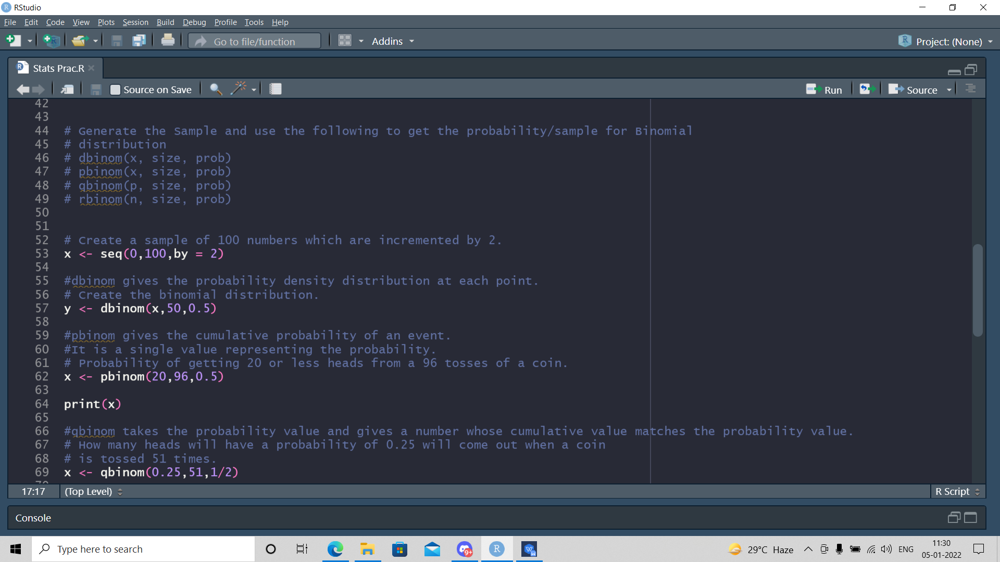 RStudio
File Edit Code View Plots Session Build Debug Profile Tools Help
Go to file/function Addins Project: (None)
Stats Prac.R
Source on Save Run Source
42
43
44 # Generate the Sample and use the following to get the probability/sample for Binomial
45 # distribution
46 # dbinom(x, size, prob)
47 # pbinom(x, size, prob)
48 # qbinom(p, size, prob)
49 # rbinom(n, size, prob)
50
51
52 # Create a sample of 100 numbers which are incremented by 2.
53 x <- seq(0,100,by = 2)
54
55 #dbinom gives the probability density distribution at each point.
56 # Create the binomial distribution.
57 y <- dbinom(x,50,0.5)
58
59 #pbinom gives the cumulative probability of an event.
60 #It is a single value representing the probability.
61 # Probability of getting 20 or less heads from a 96 tosses of a coin.
62 x <- pbinom(20,96,0.5)
63
64 print(x)
65
66 #qbinom takes the probability value and gives a number whose cumulative value matches the probability value.
67 # How many heads will have a probability of 0.25 will come out when a coin
68 # is tossed 51 times.
69 x <- qbinom(0.25,51,1/2)
70
17:17 (Top Level) R Script
Console
Type here to search 9+ R W 29°C Haze ENG 11:30
05-01-2022